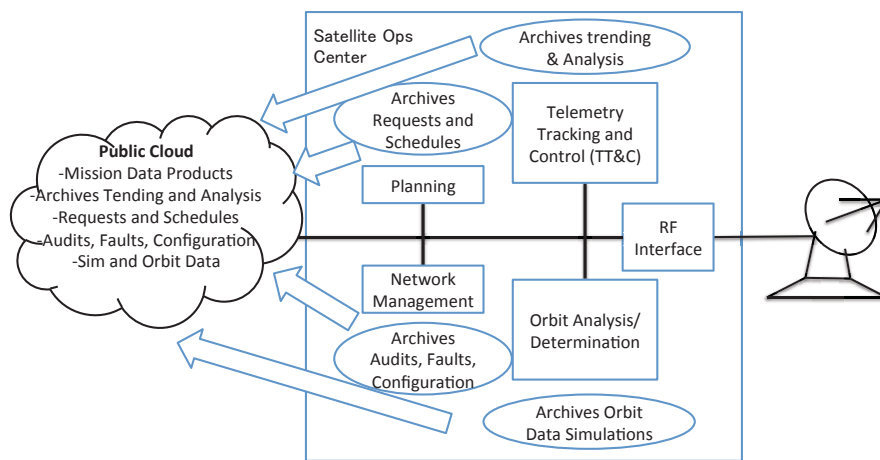 Satellite Ops
Center
Archives trending
& Analysis
Archives
Requests and
Schedules
Telemetry
Tracking and
Control (TT&C)
Public Cloud
-Mission Data Products
-Archives Tending and Analysis
-Requests and Schedules
-Audits, Faults, Configuration
-Sim and Orbit Data
Planning
RF
Interface
Network
Management
Orbit Analysis/
Determination
Archives
Audits, Faults,
Configuration
Archives Orbit
Data Simulations